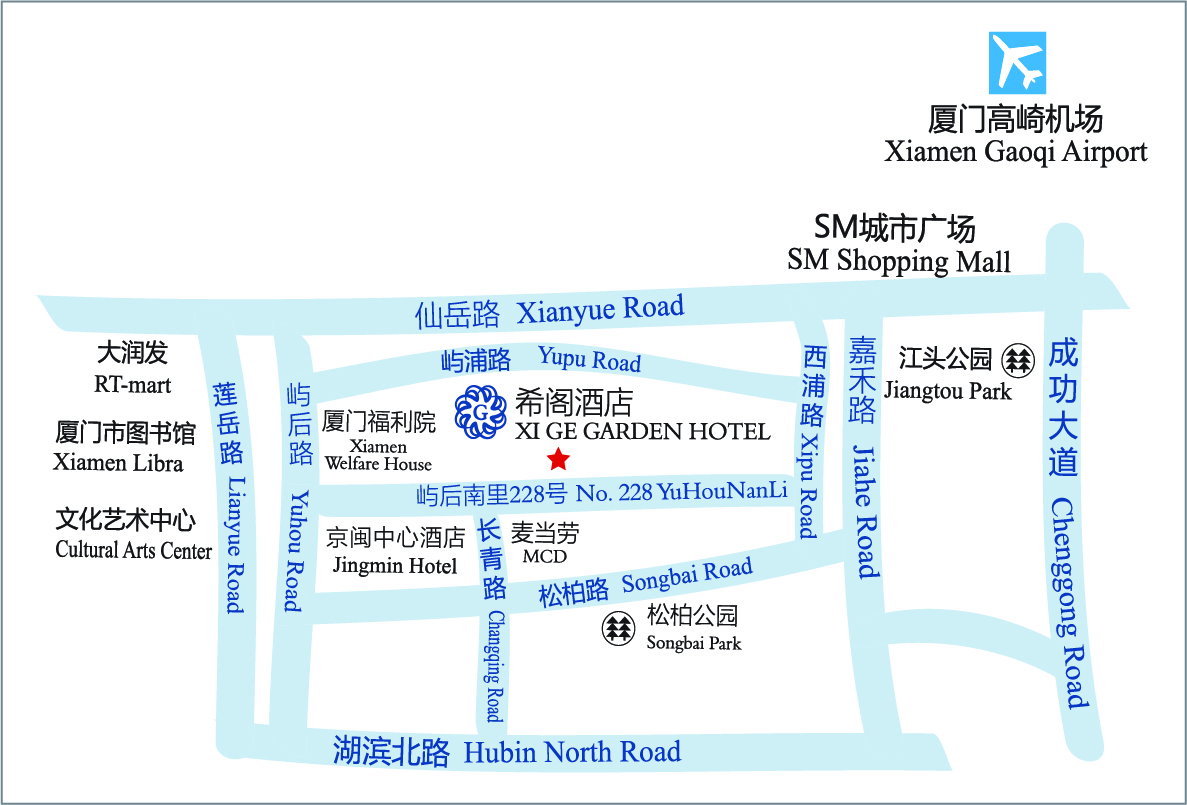 厦门高崎机场
Xiamen Gaoqi Airport
SM城市广场
SM Shopping Mall
仙岳路 Xianyue Road
大润发
RT-mart
屿浦路 Yupu Road
江头公园
Jiangtou Park
厦门市图书馆
Xiamen Libra
厦门福利院
Xiamen
Welfare House
G
希阁酒店
XI GE GARDEN HOTEL
莲岳路 Lianyue Road
屿后路 Yuhou Road
西浦路 Xipu Road
嘉禾路 Jiahe Road
成功大道 Chenggong Road
屿后南里228号 No. 228 YuHouNanLi
文化艺术中心
Cultural Arts Center
京闽中心酒店
Jingmin Hotel
长青路 Changqing Road
麦当劳
MCD
松柏路 Songbai Road
松柏公园
Songbai Park
湖滨北路 Hubin North Road